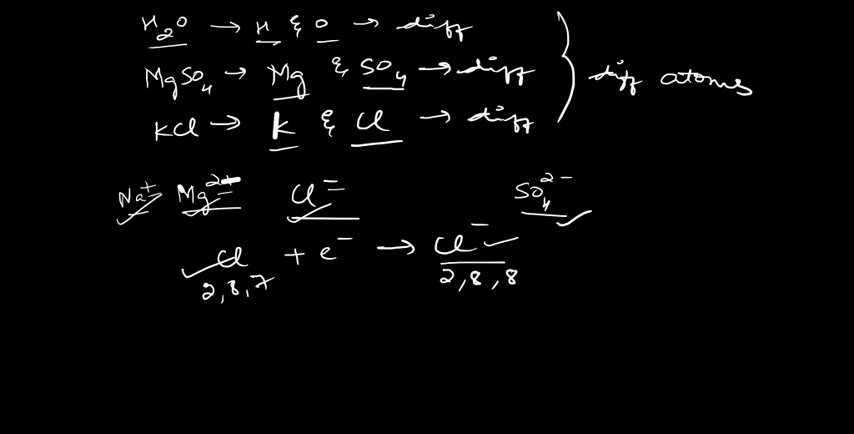 H₂O → H & O → diff
MgSO₄ → Mg & SO₄ → diff
KCl → K & Cl → diff
diff atoms
Na⁺ Mg²⁺ Cl⁻ SO₄²⁻
Cl + e⁻ → Cl⁻
2,8,7 2,8,8